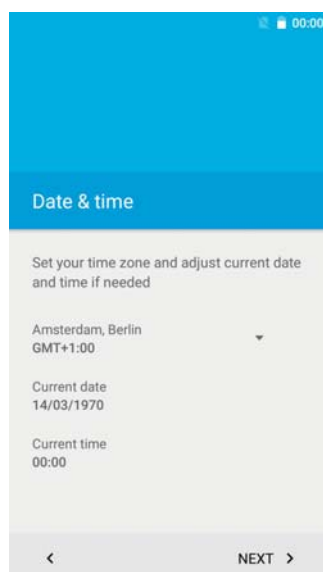 00:00
Date & time
Set your time zone and adjust current date
and time if needed
Amsterdam, Berlin
GMT+1:00
Current date
14/03/1970
Current time
00:00
NEXT